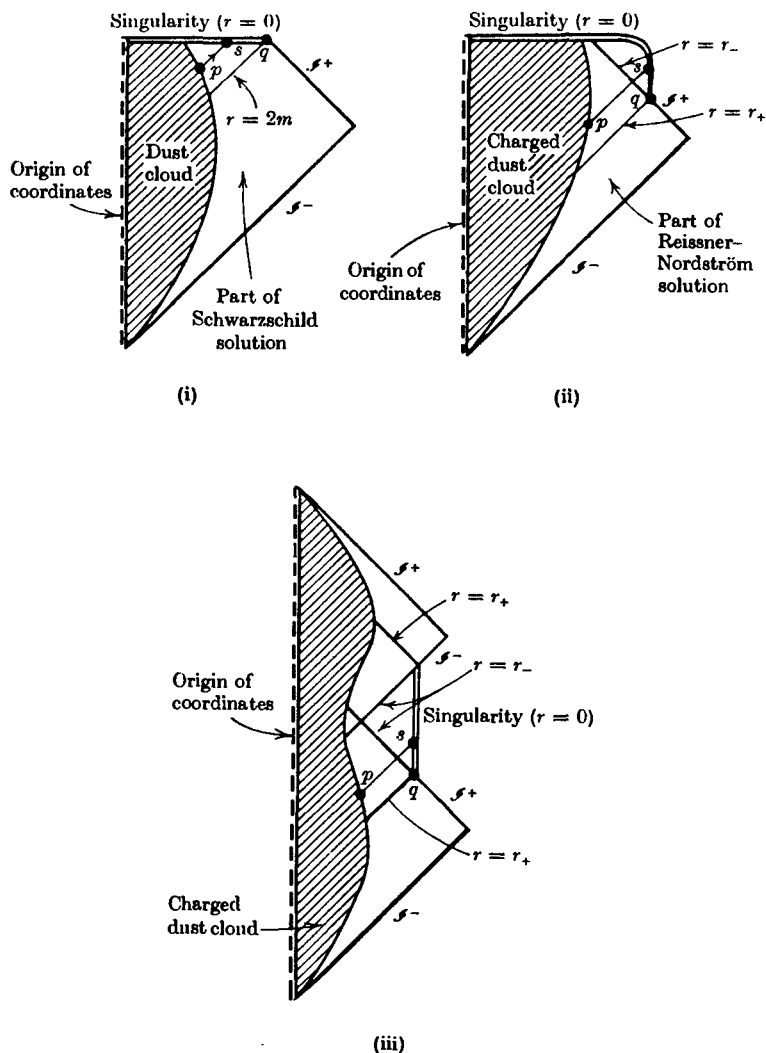 Singularity (r = 0)
s
q
p
𝓘+
r = 2m
Dust
cloud
Origin of
coordinates
𝓘−
Part of
Schwarzschild
solution
(i)
Singularity (r = 0)
r = r₋
s
q
𝓘+
r = r₊
p
Charged
dust
cloud
Part of
Reissner-
Nordström
solution
𝓘−
Origin of
coordinates
(ii)
𝓘+
r = r₊
𝓘−
r = r₋
Origin of
coordinates
Singularity (r = 0)
s
p
q
𝓘+
r = r₊
Charged
dust cloud
𝓘−
(iii)